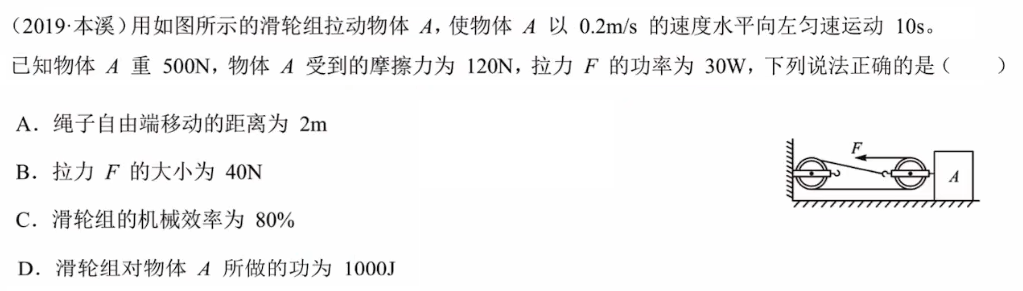 (2019·本溪)用如图所示的滑轮组拉动物体 A，使物体 A 以 0.2m/s 的速度水平向左匀速运动 10s。
已知物体 A 重 500N，物体 A 受到的摩擦力为 120N，拉力 F 的功率为 30W，下列说法正确的是（　　）
A．绳子自由端移动的距离为 2m
B．拉力 F 的大小为 40N
C．滑轮组的机械效率为 80%
D．滑轮组对物体 A 所做的功为 1000J
F
A